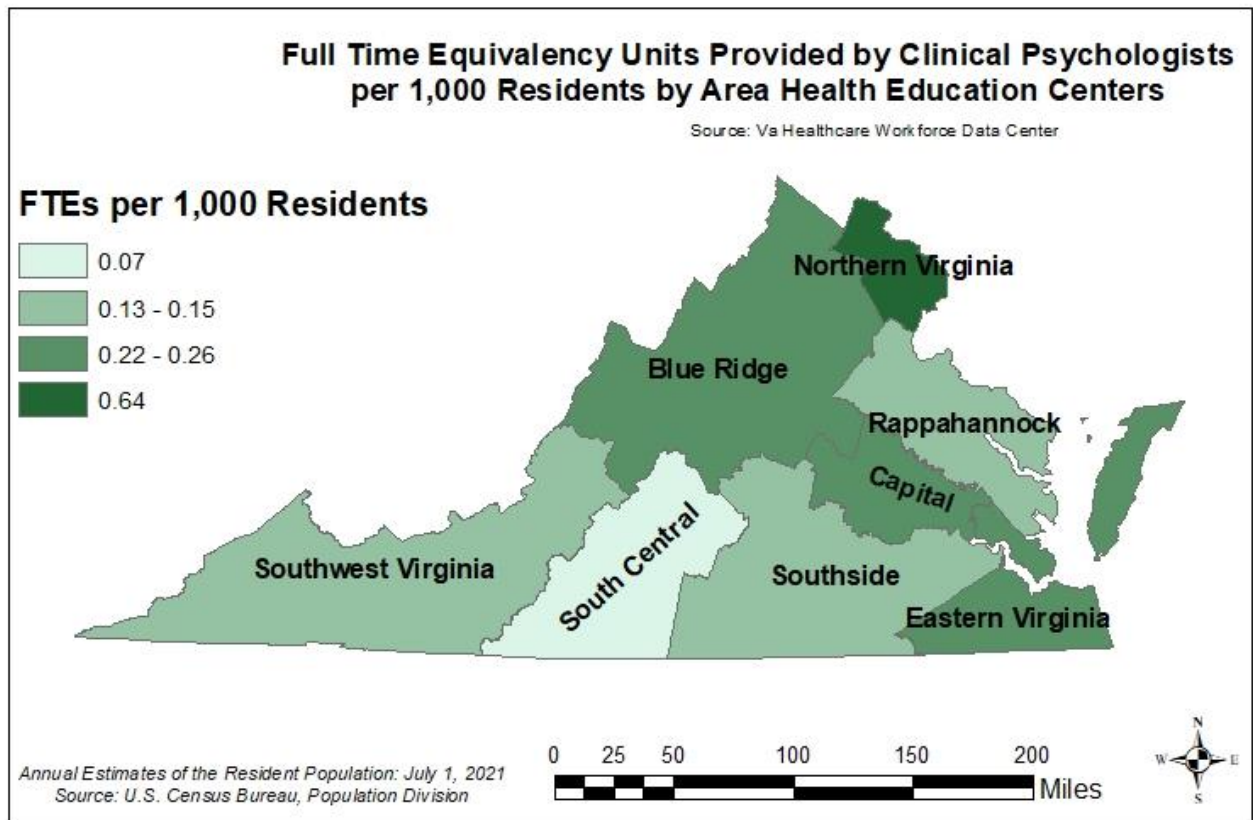 Full Time Equivalency Units Provided by Clinical Psychologists
per 1,000 Residents by Area Health Education Centers
Source: Va Healthcare Workforce Data Center
FTEs per 1,000 Residents
0.07
0.13 - 0.15
0.22 - 0.26
0.64
Northern Virginia
Blue Ridge
Rappahannock
Capital
South Central
Southwest Virginia
Southside
Eastern Virginia
Annual Estimates of the Resident Population: July 1, 2021
Source: U.S. Census Bureau, Population Division
0 25 50 100 150 200
Miles
N
W E
S